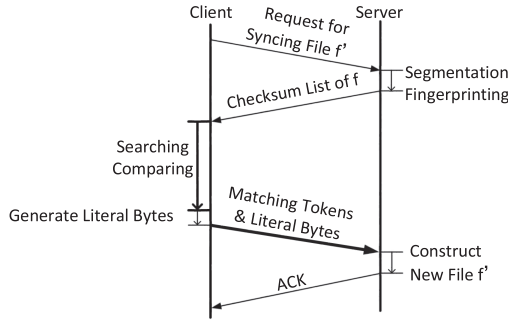 Client
Server
Request for
Syncing File f’
Segmentation
Fingerprinting
Checksum List of f
Searching
Comparing
Matching Tokens
& Literal Bytes
Generate Literal Bytes
Construct
New File f’
ACK